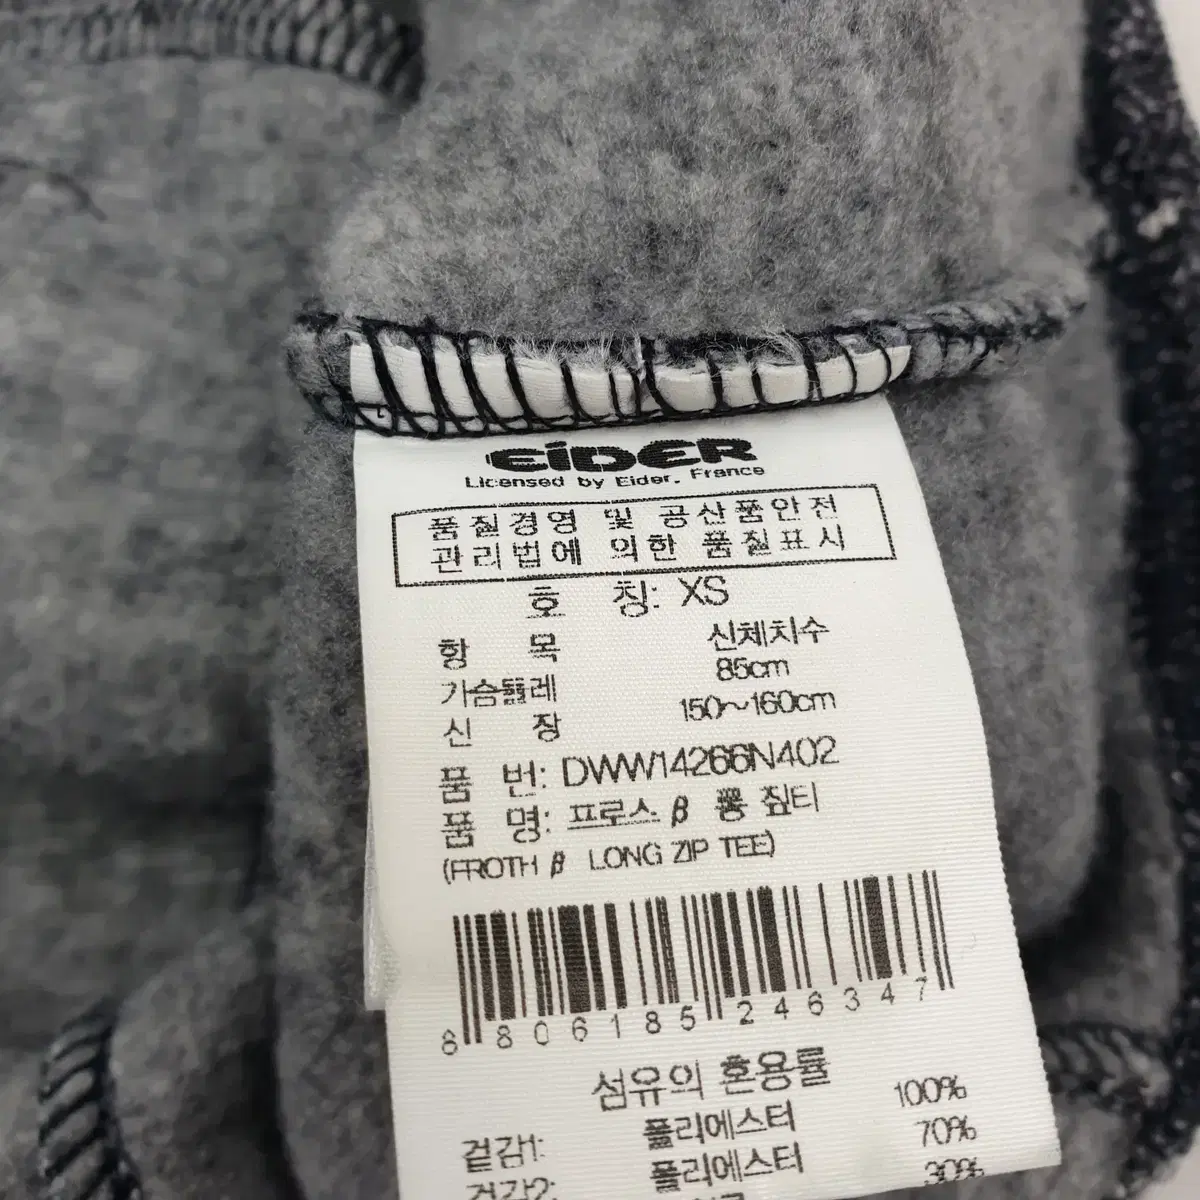 EIDER
Licensed by Eider, France
품질경영 및 공산품안전
관리법에 의한 품질표시
호 칭: XS
항 목 신체치수
가슴둘레 85cm
신 장 150~160cm
품 번: DWW14266N402
품 명: 프로스 β 롱 짚티
(FROTH β LONG ZIP TEE)
8 806185 246347
섬유의 혼용률
겉감1: 폴리에스터 100%
겉감2: 폴리에스터 70%
30%